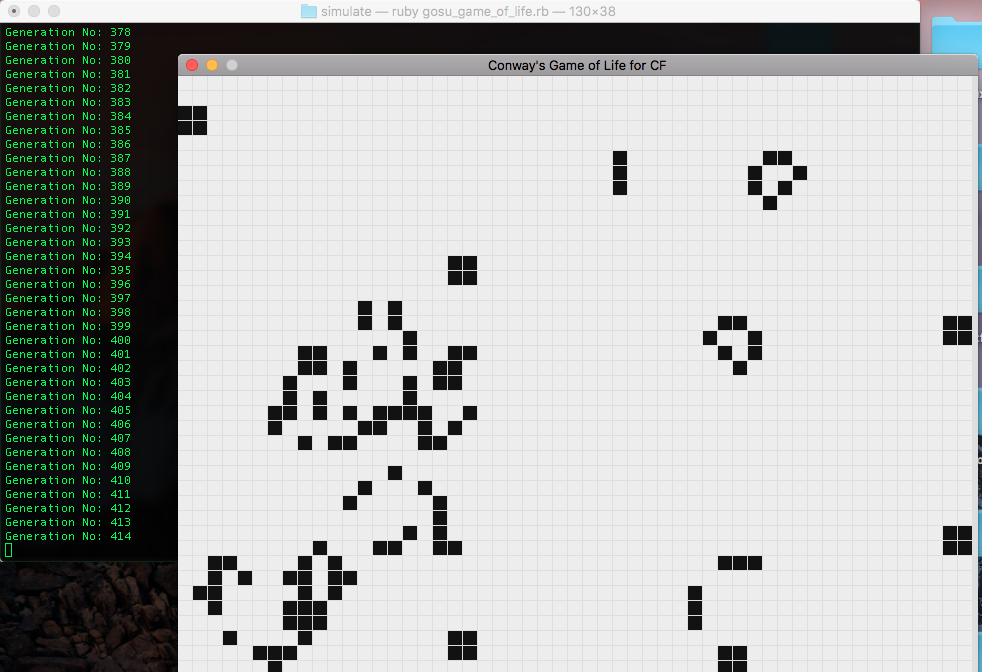 simulate — ruby gosu_game_of_life.rb — 130×38
Generation No: 378
Generation No: 379
Generation No: 380
Generation No: 381
Generation No: 382
Generation No: 383
Generation No: 384
Generation No: 385
Generation No: 386
Generation No: 387
Generation No: 388
Generation No: 389
Generation No: 390
Generation No: 391
Generation No: 392
Generation No: 393
Generation No: 394
Generation No: 395
Generation No: 396
Generation No: 397
Generation No: 398
Generation No: 399
Generation No: 400
Generation No: 401
Generation No: 402
Generation No: 403
Generation No: 404
Generation No: 405
Generation No: 406
Generation No: 407
Generation No: 408
Generation No: 409
Generation No: 410
Generation No: 411
Generation No: 412
Generation No: 413
Generation No: 414
Conway's Game of Life for CF